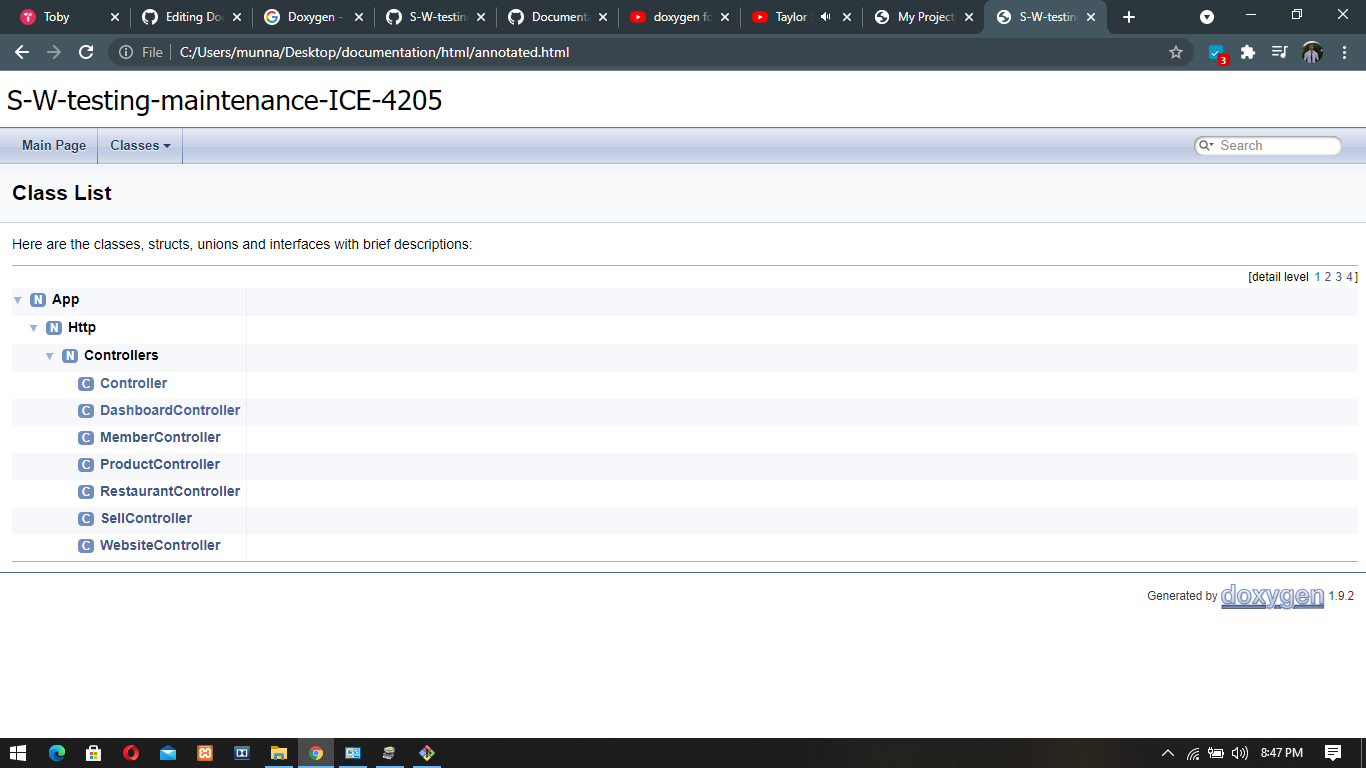 Toby
Editing Do
Doxygen -
S-W-testin
Document
doxygen fo
Taylor
My Project
S-W-testin
File
C:/Users/munna/Desktop/documentation/html/annotated.html
3
S-W-testing-maintenance-ICE-4205
Main Page
Classes
Search
Class List
Here are the classes, structs, unions and interfaces with brief descriptions:
[detail level 1 2 3 4]
N App
N Http
N Controllers
C Controller
C DashboardController
C MemberController
C ProductController
C RestaurantController
C SellController
C WebsiteController
Generated by doxygen 1.9.2
8:47 PM